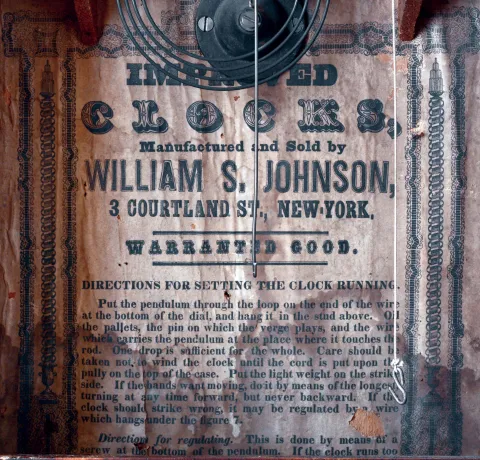 IMPROVED
CLOCKS,
Manufactured and Sold by
WILLIAM S. JOHNSON,
3 COURTLAND ST., NEW-YORK.
WARRANTED GOOD.
DIRECTIONS FOR SETTING THE CLOCK RUNNING.
Put the pendulum through the loop on the end of the wire
at the bottom of the dial, and hang it in the stud above. Oil
the pallets, the pin on which the verge plays, and the wire
which carries the pendulum at the place where it touches the
rod. One drop is sufficient for the whole. Care should be
taken not to wind the clock until the cord is put upon the
pully on the top of the case. Put the light weight on the strike
side. If the hands want moving, do it by means of the longest,
turning at any time forward, but never backward. If the
clock should strike wrong, it may be regulated by a wire
which hangs under the figure 7.
Directions for regulating. This is done by means of a
screw at the bottom of the pendulum. If the clock runs too